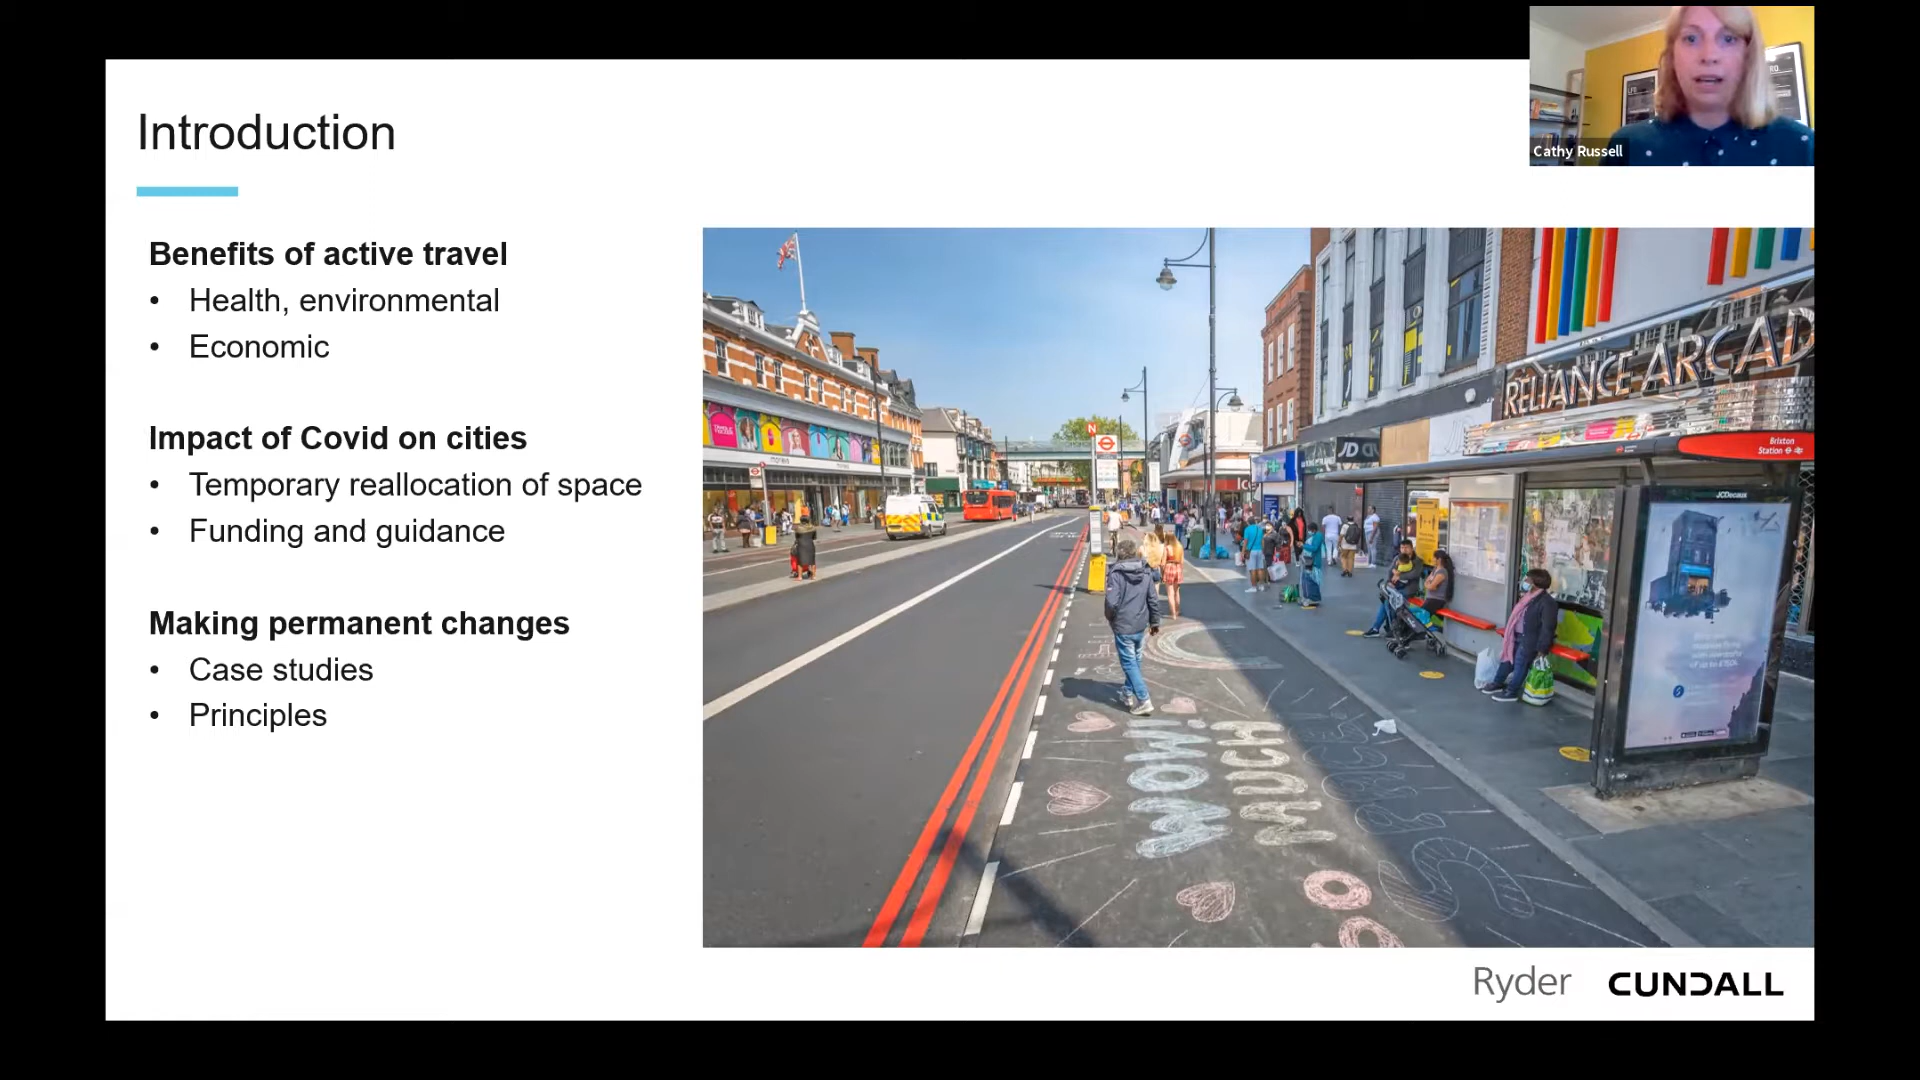 Introduction
Cathy Russell
Benefits of active travel
• Health, environmental
• Economic
Impact of Covid on cities
• Temporary reallocation of space
• Funding and guidance
Making permanent changes
• Case studies
• Principles
RELIANCE ARCAD
JD
Brixton
Station
JCDecaux
N
WOW!
MUCH
Ryder
CUNDALL